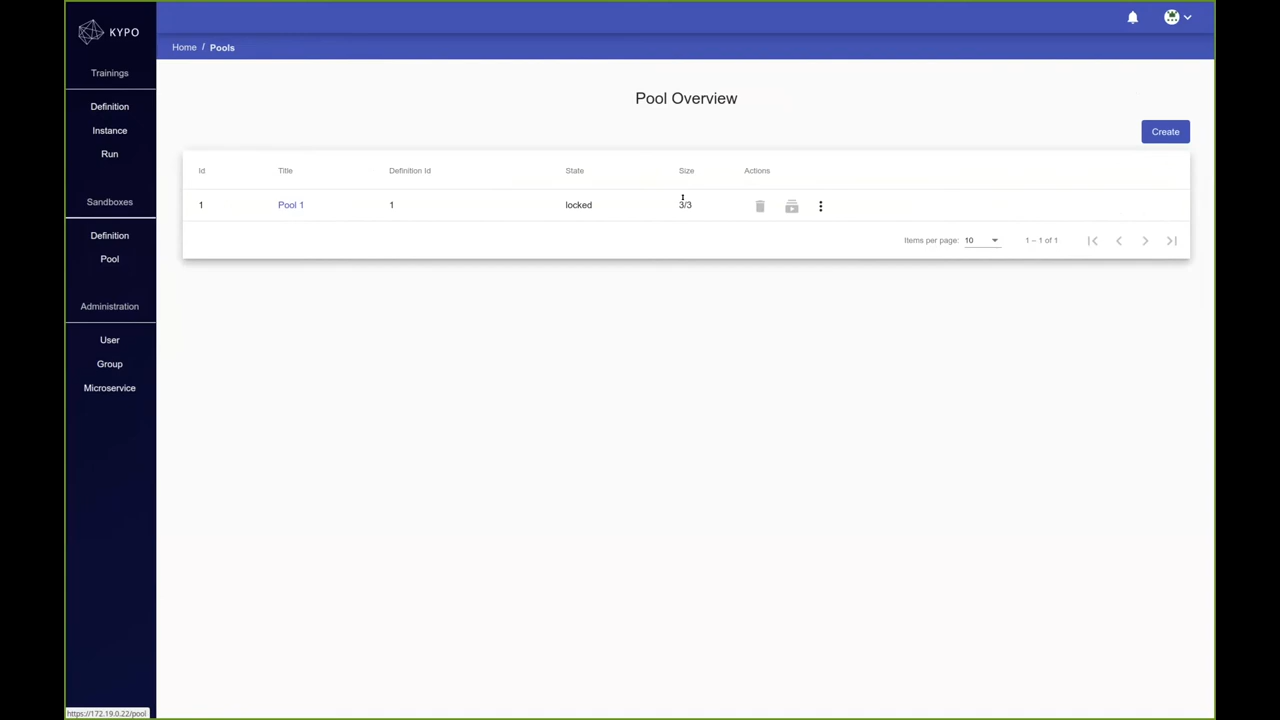 KYPO
Trainings
Definition
Instance
Run
Sandboxes
Definition
Pool
Administration
User
Group
Microservice
Home / Pools
Pool Overview
Create
Id Title Definition Id State Size Actions
1 Pool 1 1 locked 3/3
Items per page: 10 1 – 1 of 1
https://172.19.0.22/pool